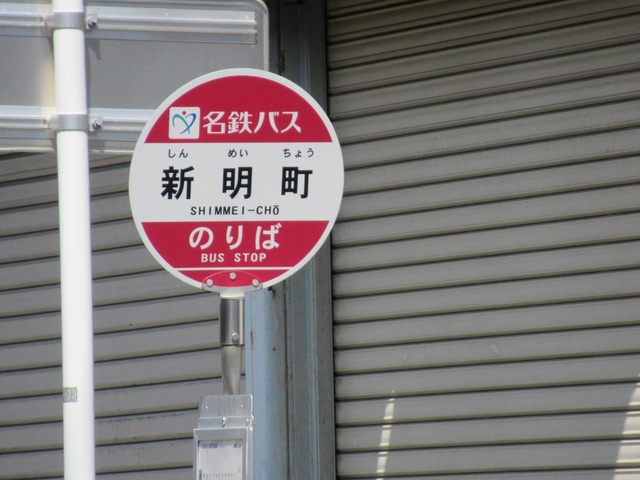 名鉄バス
しん めい ちょう
新明町
SHIMMEI-CHŌ
のりば
BUS STOP